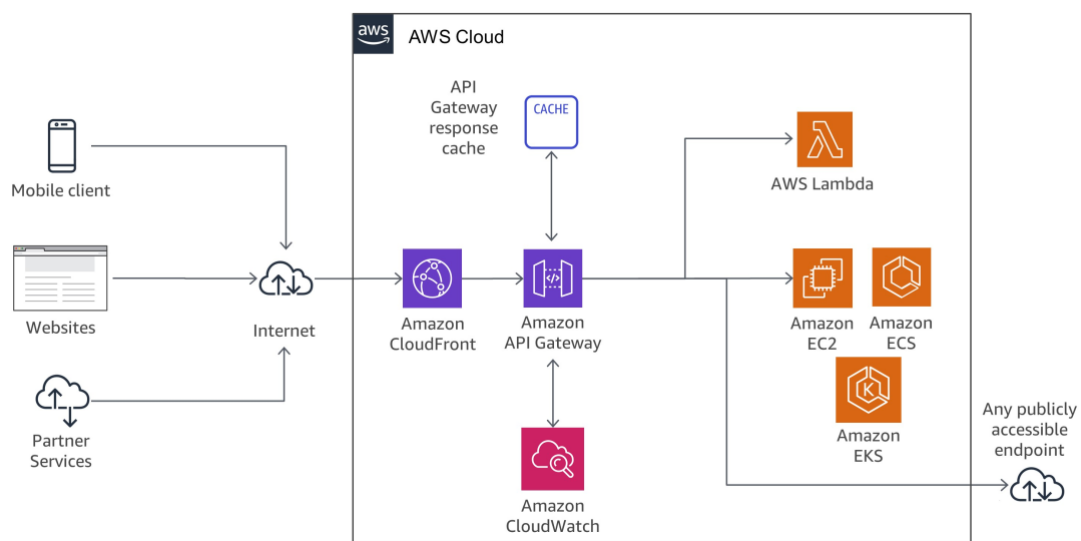 aws
AWS Cloud
API
Gateway
response
cache
CACHE
Mobile client
AWS Lambda
Websites
Internet
Amazon
CloudFront
Amazon
API Gateway
Amazon
EC2
Amazon
ECS
K
Amazon
EKS
Partner
Services
Any publicly
accessible
endpoint
Amazon
CloudWatch